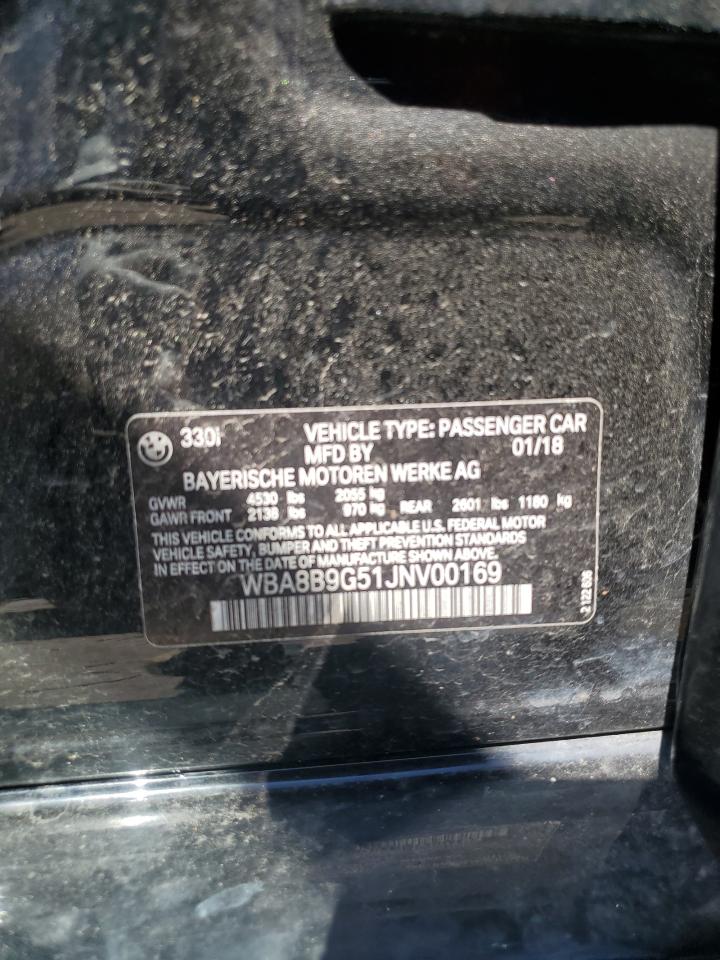 330i VEHICLE TYPE: PASSENGER CAR
MFD BY 01/18
BAYERISCHE MOTOREN WERKE AG
GVWR 4530 lbs 2055 kg
GAWR FRONT 2138 lbs 970 kg REAR 2601 lbs 1180 kg
THIS VEHICLE CONFORMS TO ALL APPLICABLE U.S. FEDERAL MOTOR
VEHICLE SAFETY, BUMPER AND THEFT PREVENTION STANDARDS
IN EFFECT ON THE DATE OF MANUFACTURE SHOWN ABOVE.
WBA8B9G51JNV00169